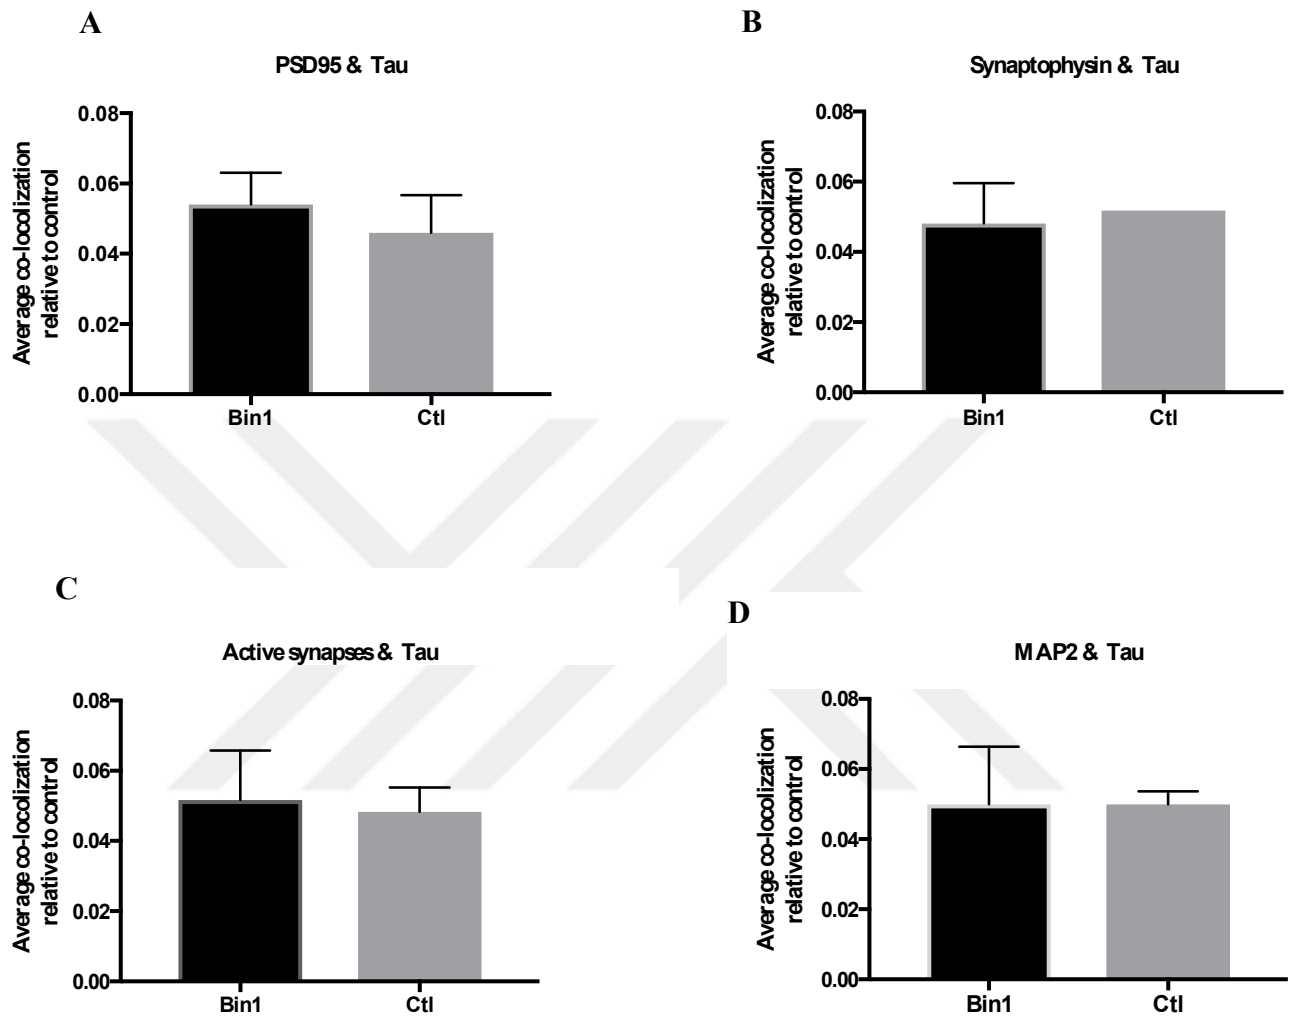 A
PSD95 & Tau
Average co-locolization
relative to control
0.08
0.06
0.04
0.02
0.00
Bin1 Ctl
B
Synaptophysin & Tau
Average co-locolization
relative to control
0.08
0.06
0.04
0.02
0.00
Bin1 Ctl
C
Active synapses & Tau
Average co-locolization
relative to control
0.08
0.06
0.04
0.02
0.00
Bin1 Ctl
D
MAP2 & Tau
Average co-locolization
relative to control
0.08
0.06
0.04
0.02
0.00
Bin1 Ctl